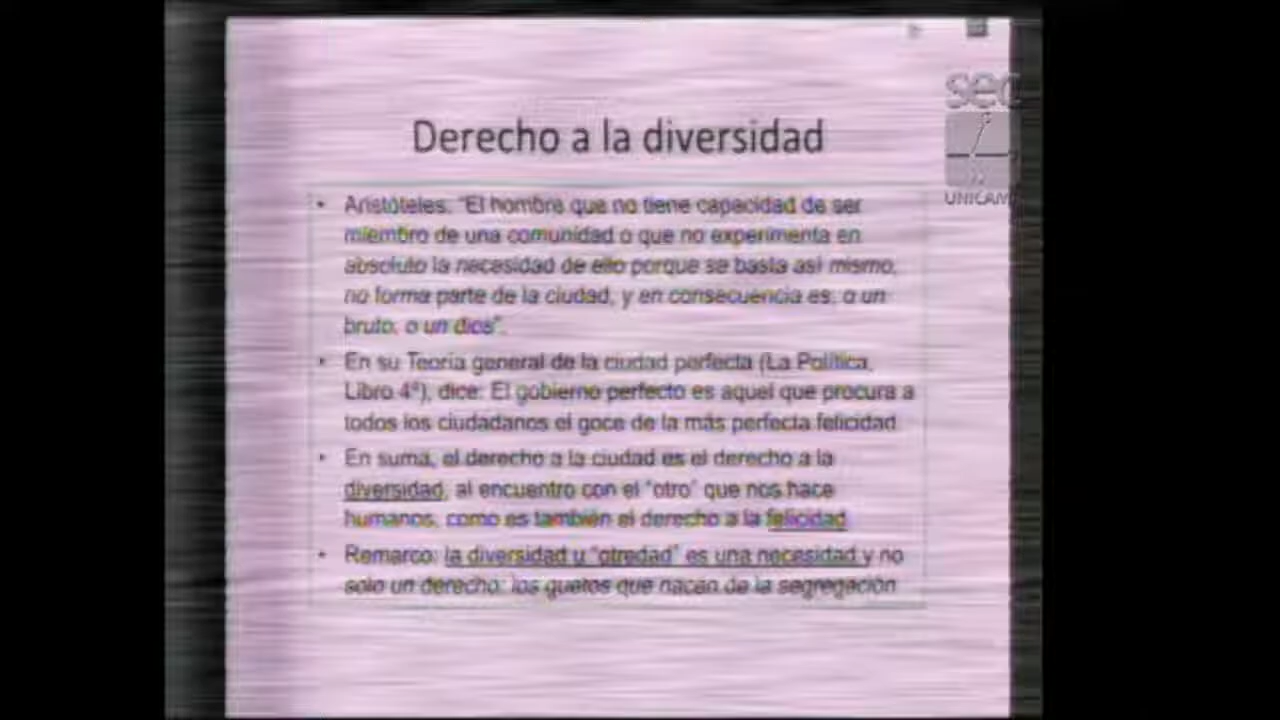 sec
UNICAMP
Derecho a la diversidad
• Aristóteles: "El hombre que no tiene capacidad de ser
miembro de una comunidad o que no experimenta en
absoluto la necesidad de ello porque se basta así mismo,
no forma parte de la ciudad, y en consecuencia es, o un
bruto, o un dios".
• En su Teoría general de la ciudad perfecta (La Política,
Libro 4º), dice: El gobierno perfecto es aquel que procura a
todos los ciudadanos el goce de la más perfecta felicidad.
• En suma, el derecho a la ciudad es el derecho a la
diversidad, al encuentro con el "otro" que nos hace
humanos, como es también el derecho a la felicidad.
• Remarco: la diversidad u "otredad" es una necesidad y no
solo un derecho: los guetos que nacen de la segregación